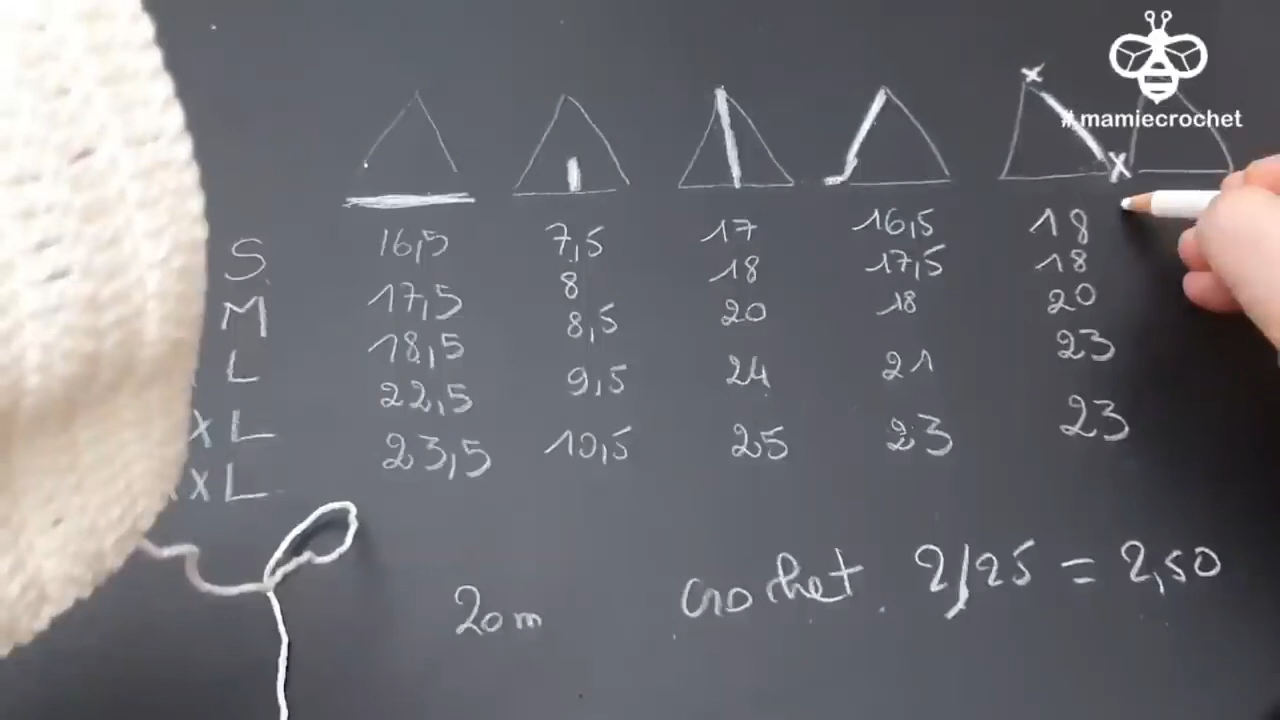 #.mamiecrochet
X
X
S 16,5 7,5 17 16,5 18
M 17,5 8 18 17,5 18
L 18,5 8,5 20 18 20
XL 22,5 9,5 24 21 23
XXL 23,5 10,5 25 23 23
20m crochet. 2/25 = 2,50